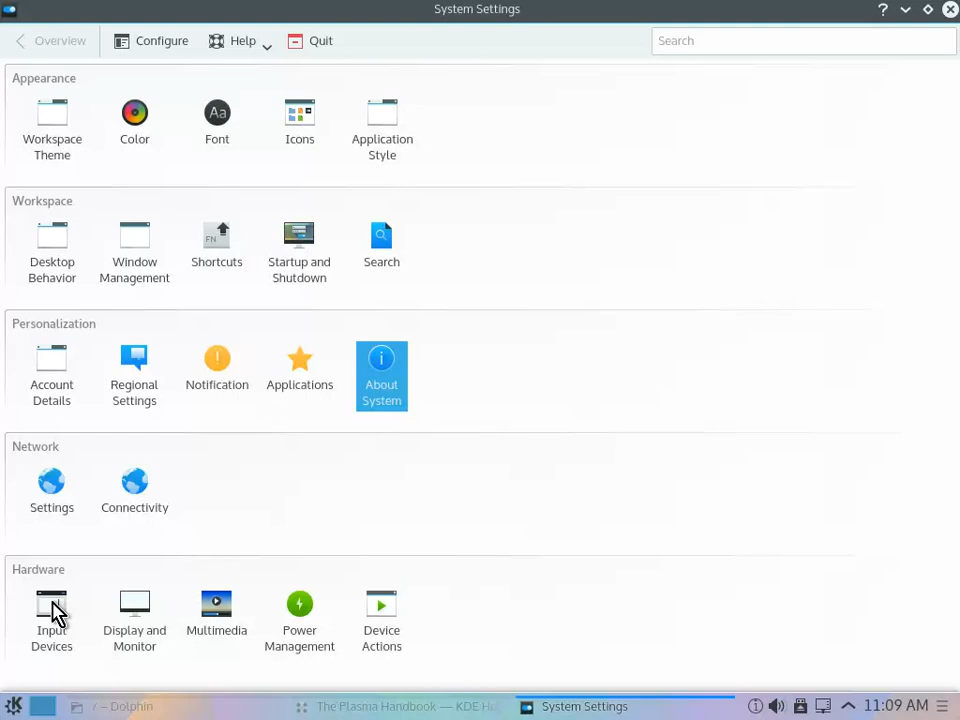 System Settings
?
Overview
Configure
Help
Quit
Search
Appearance
Workspace
Theme
Color
Aa
Font
Icons
Application
Style
Workspace
Desktop
Behavior
Window
Management
FN
Shortcuts
Startup and
Shutdown
Search
Personalization
Account
Details
Regional
Settings
Notification
Applications
About
System
Network
Settings
Connectivity
Hardware
Input
Devices
Display and
Monitor
Multimedia
Power
Management
Device
Actions
/ – Dolphin
The Plasma Handbook — KDE
System Settings
11:09 AM